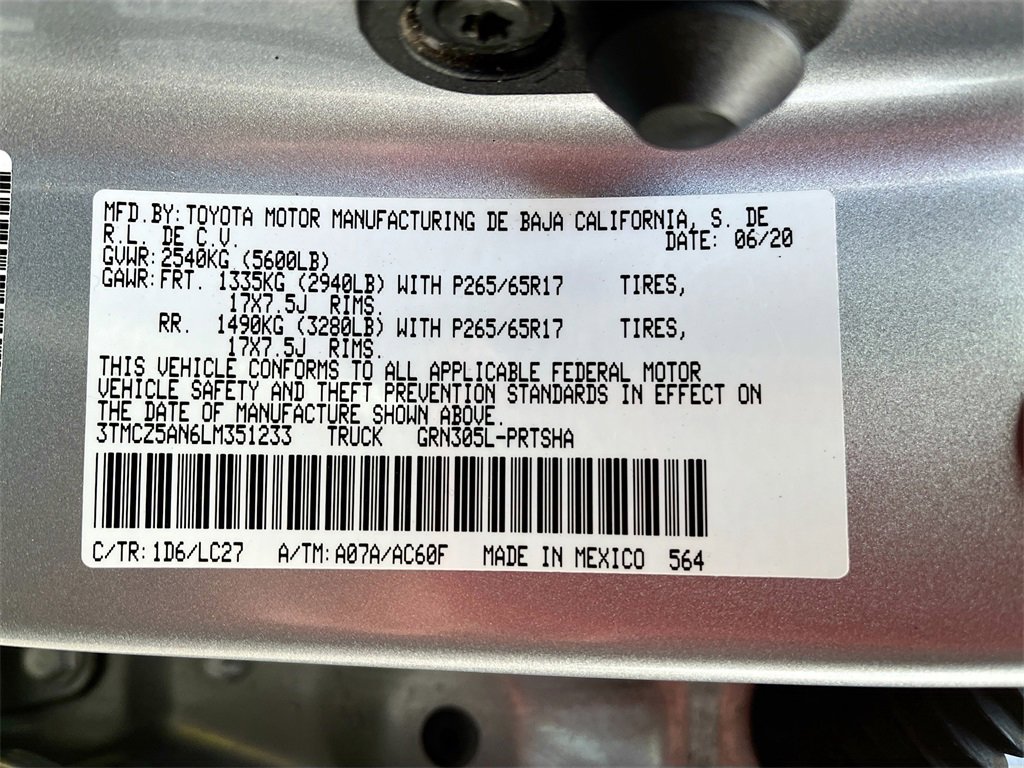 MFD.BY:TOYOTA MOTOR MANUFACTURING DE BAJA CALIFORNIA, S. DE
R.L. DE C.V. DATE: 06/20
GVWR:2540KG (5600LB)
GAWR:FRT. 1335KG (2940LB) WITH P265/65R17 TIRES,
17X7.5J RIMS.
RR. 1490KG (3280LB) WITH P265/65R17 TIRES,
17X7.5J RIMS.
THIS VEHICLE CONFORMS TO ALL APPLICABLE FEDERAL MOTOR
VEHICLE SAFETY AND THEFT PREVENTION STANDARDS IN EFFECT ON
THE DATE OF MANUFACTURE SHOWN ABOVE.
3TMCZ5AN6LM351233 TRUCK GRN305L-PRTSHA
C/TR:1D6/LC27 A/TM:A07A/AC60F MADE IN MEXICO 564